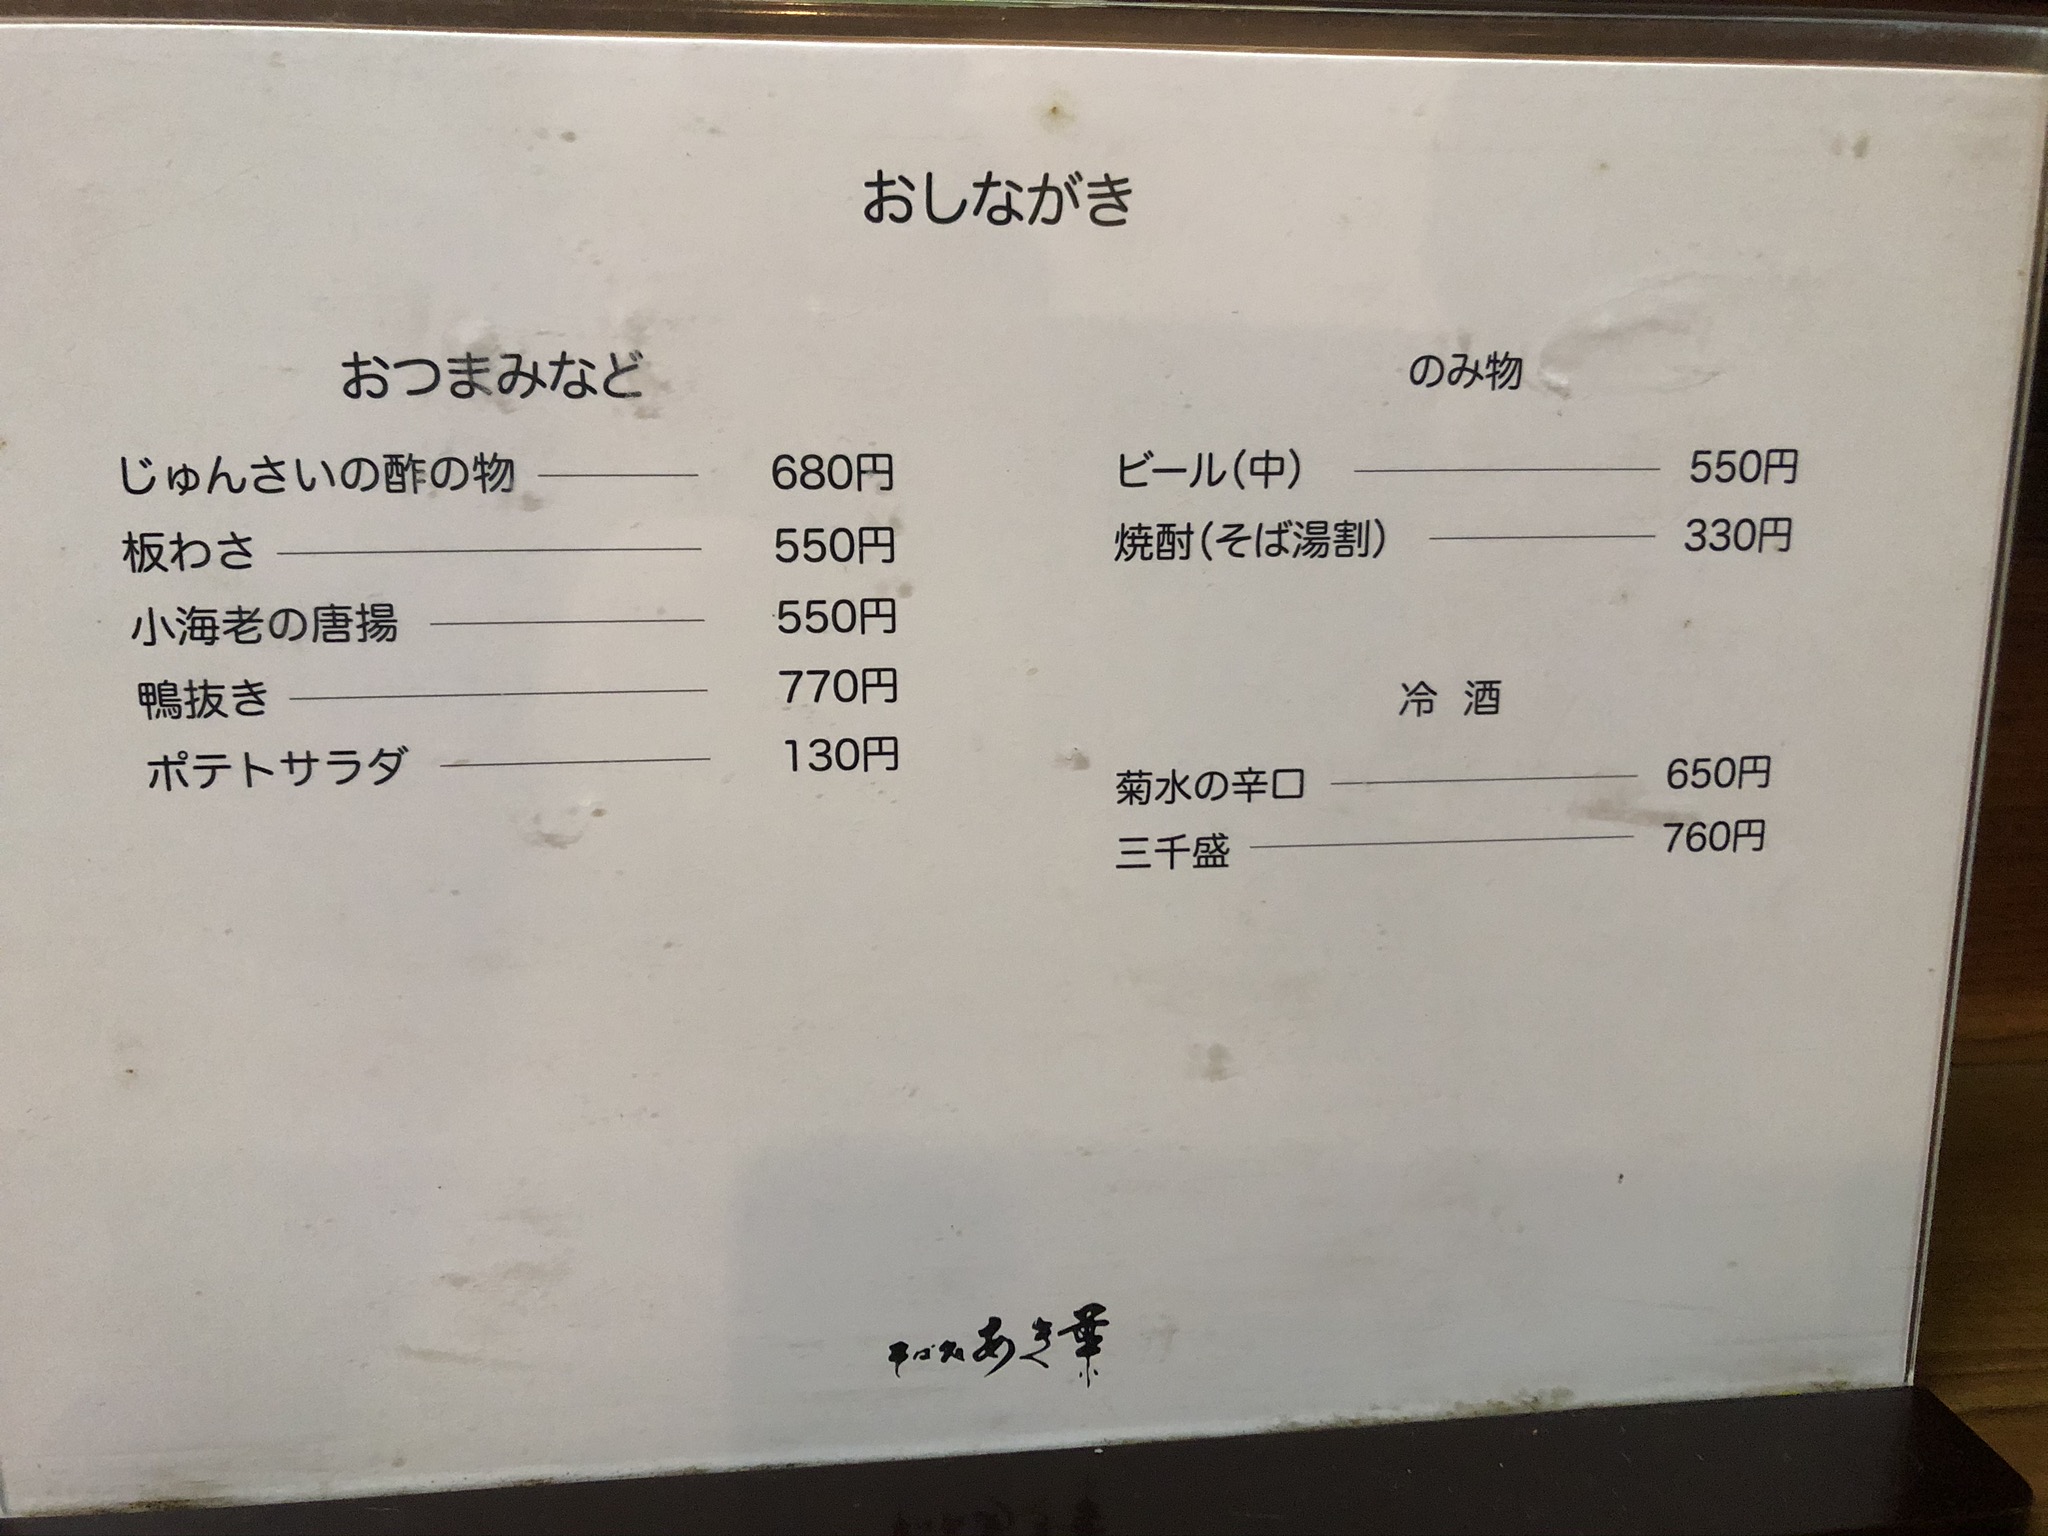 おしながき
おつまみなど
じゅんさいの酢の物 680円
板わさ 550円
小海老の唐揚 550円
鴨抜き 770円
ポテトサラダ 130円
のみ物
ビール(中) 550円
焼酎(そば湯割) 330円
冷 酒
菊水の辛口 650円
三千盛 760円
そば処 あき葉